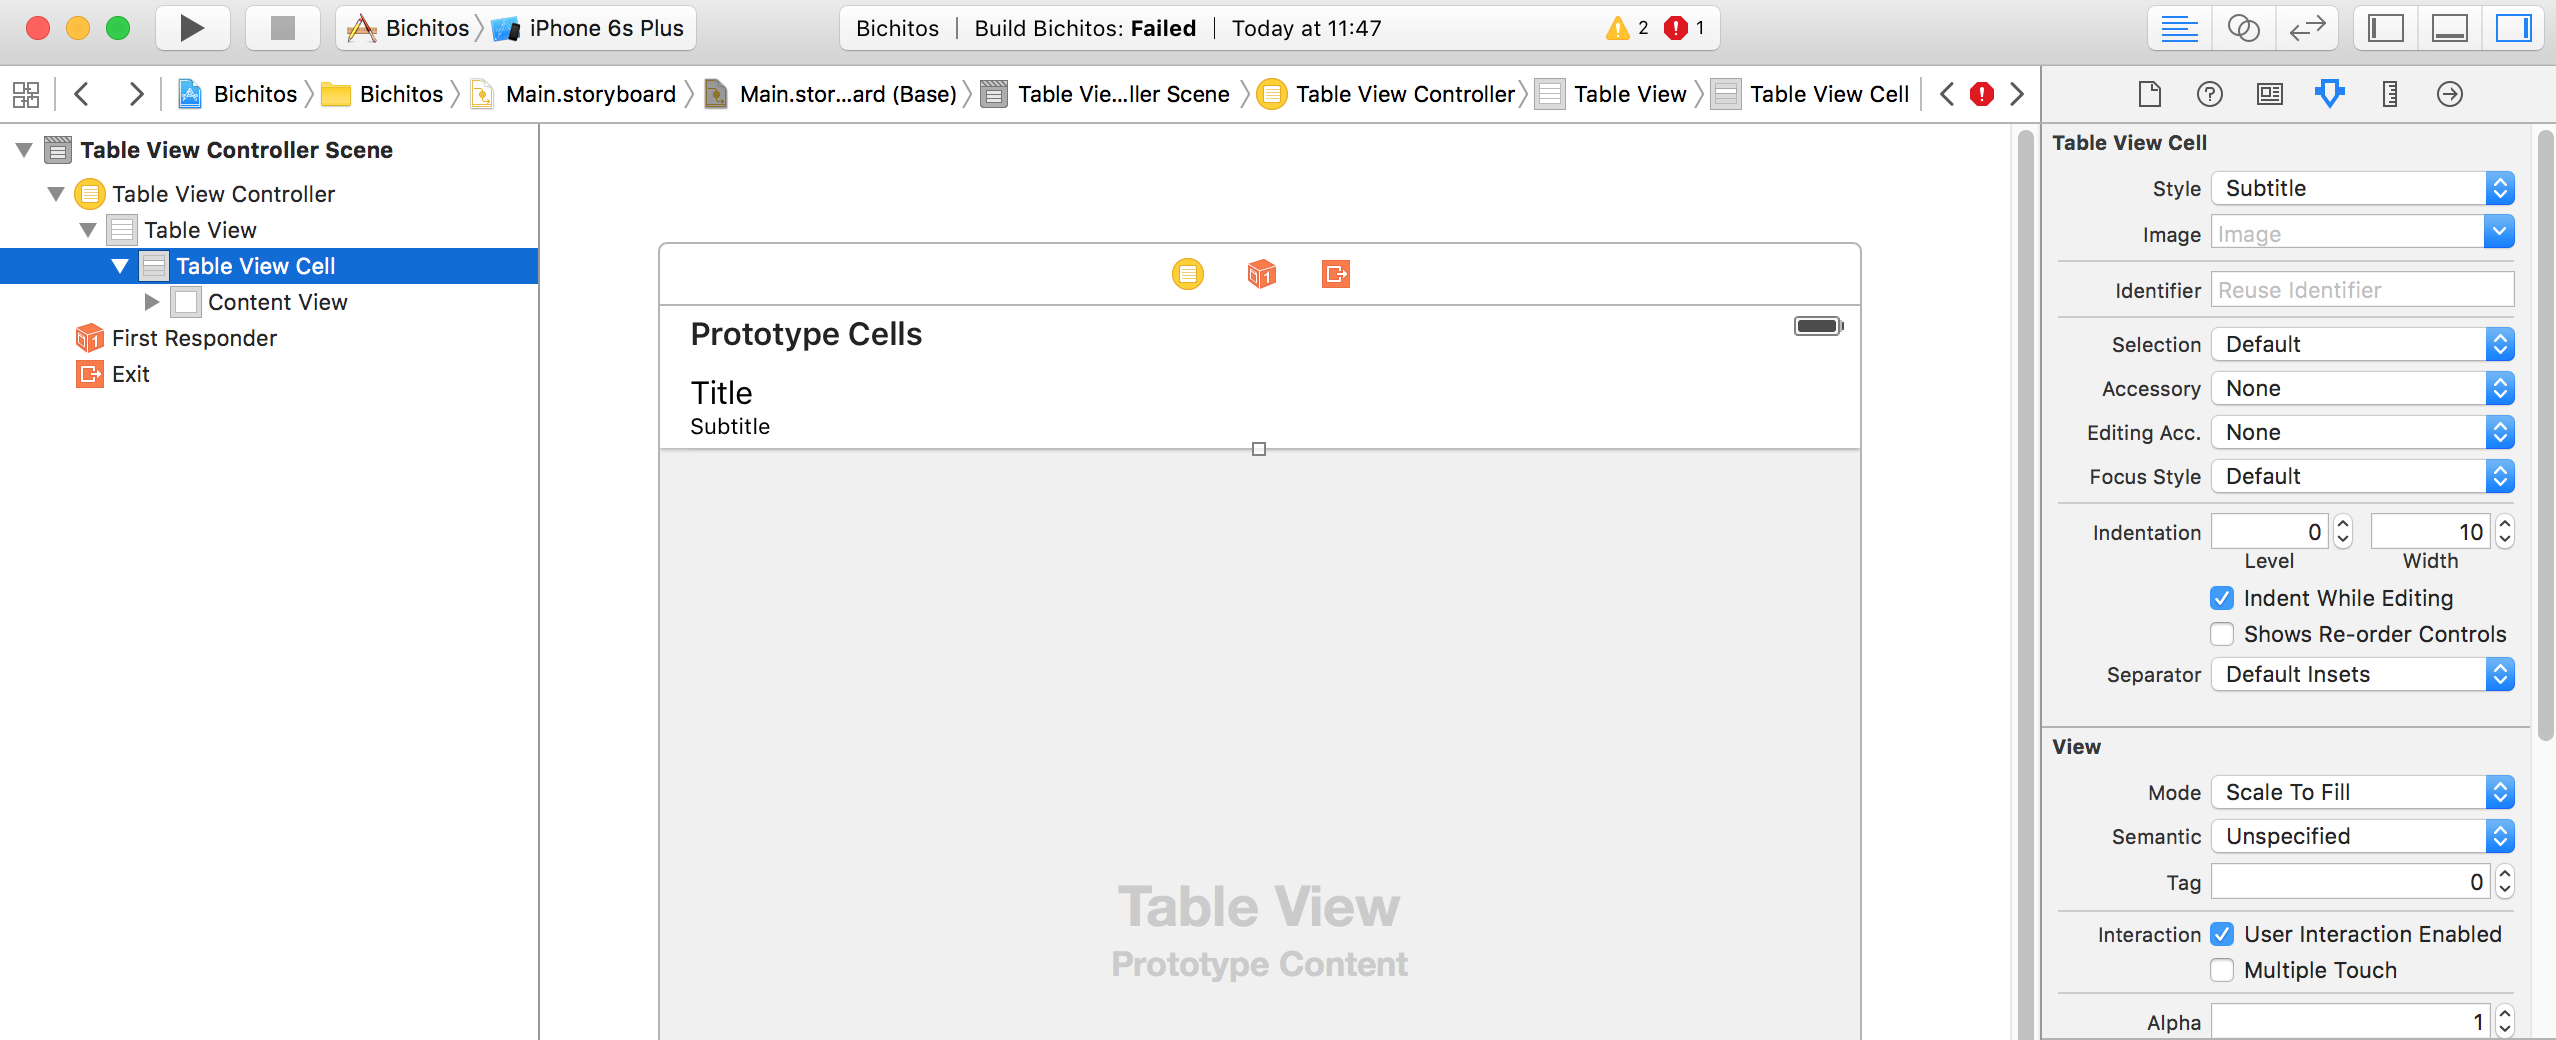 Bichitos iPhone 6s Plus
Bichitos Build Bichitos: Failed Today at 11:47 2 1
Bichitos Bichitos Main.storyboard Main.stor...ard (Base) Table Vie...ller Scene Table View Controller Table View Table View Cell
Table View Controller Scene
Table View Controller
Table View
Table View Cell
Content View
First Responder
Exit
Prototype Cells
Title
Subtitle
Table View
Prototype Content
Table View Cell
Style Subtitle
Image Image
Identifier Reuse Identifier
Selection Default
Accessory None
Editing Acc. None
Focus Style Default
Indentation 0 10
Level Width
Indent While Editing
Shows Re-order Controls
Separator Default Insets
View
Mode Scale To Fill
Semantic Unspecified
Tag 0
Interaction User Interaction Enabled
Multiple Touch
Alpha 1